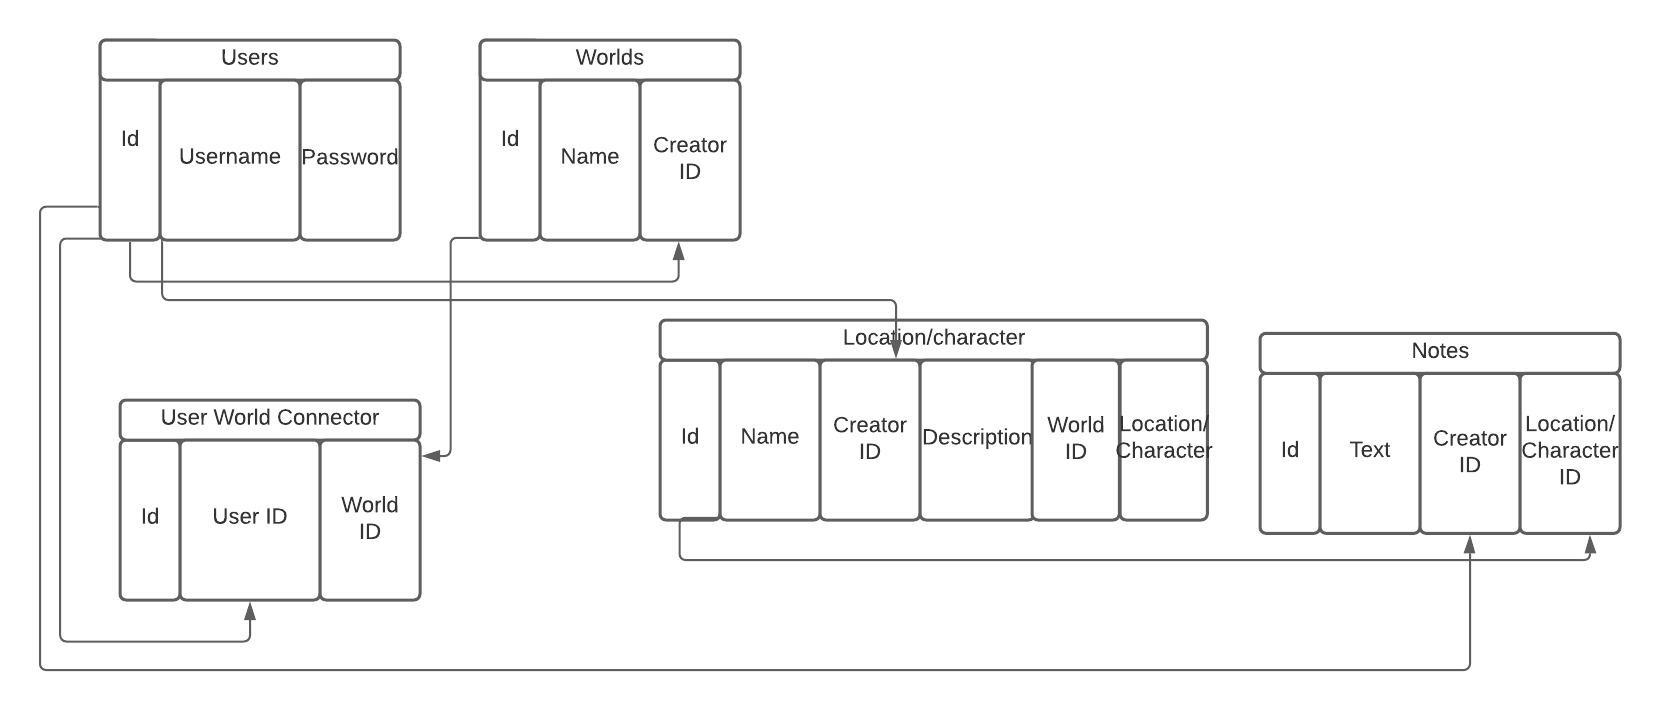 Users
Id
Username
Password
Worlds
Id
Name
Creator
ID
User World Connector
Id
User ID
World
ID
Location/character
Id
Name
Creator
ID
Description
World
ID
Location/
Character
Notes
Id
Text
Creator
ID
Location/
Character
ID